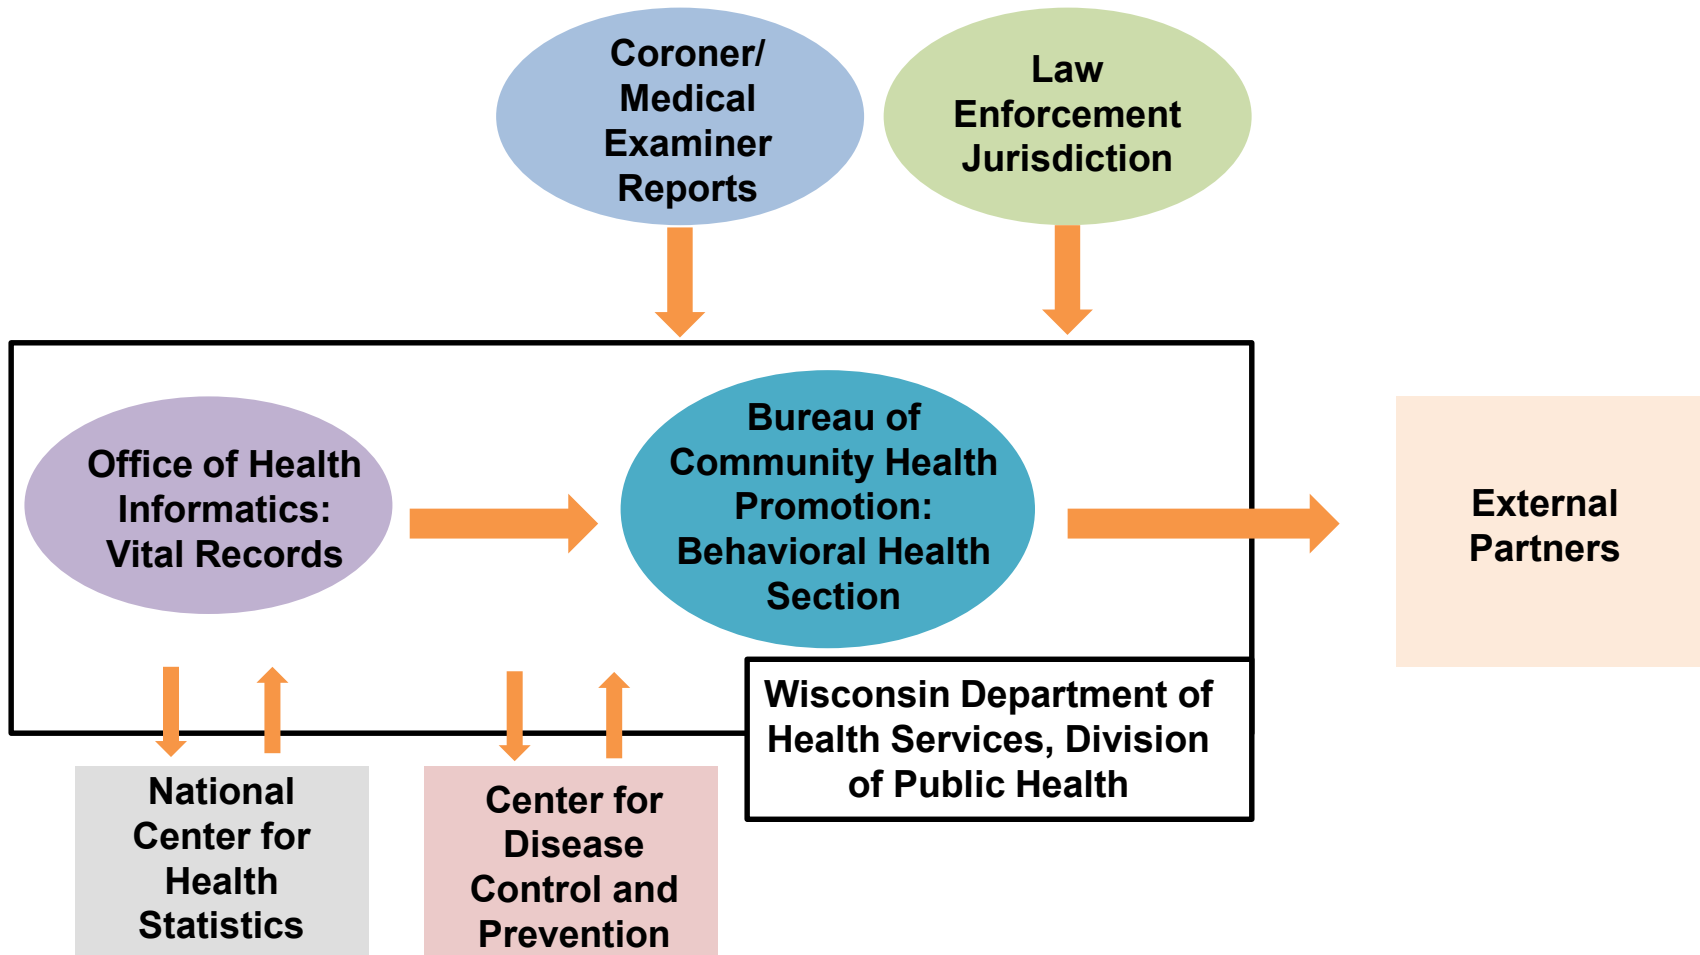 Coroner/
Medical
Examiner
Reports
Law
Enforcement
Jurisdiction
Office of Health
Informatics:
Vital Records
Bureau of
Community Health
Promotion:
Behavioral Health
Section
External
Partners
Wisconsin Department of
Health Services, Division
of Public Health
National
Center for
Health
Statistics
Center for
Disease
Control and
Prevention